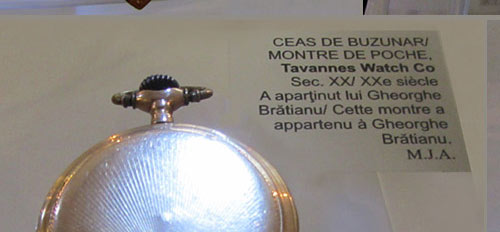 CEAS DE BUZUNAR/
MONTRE DE POCHE,
Tavannes Watch Co
Sec. XX/ XXe siècle
A aparţinut lui Gheorghe
Brătianu/ Cette montre a
appartenu à Gheorghe
Brătianu.
M.J.A.